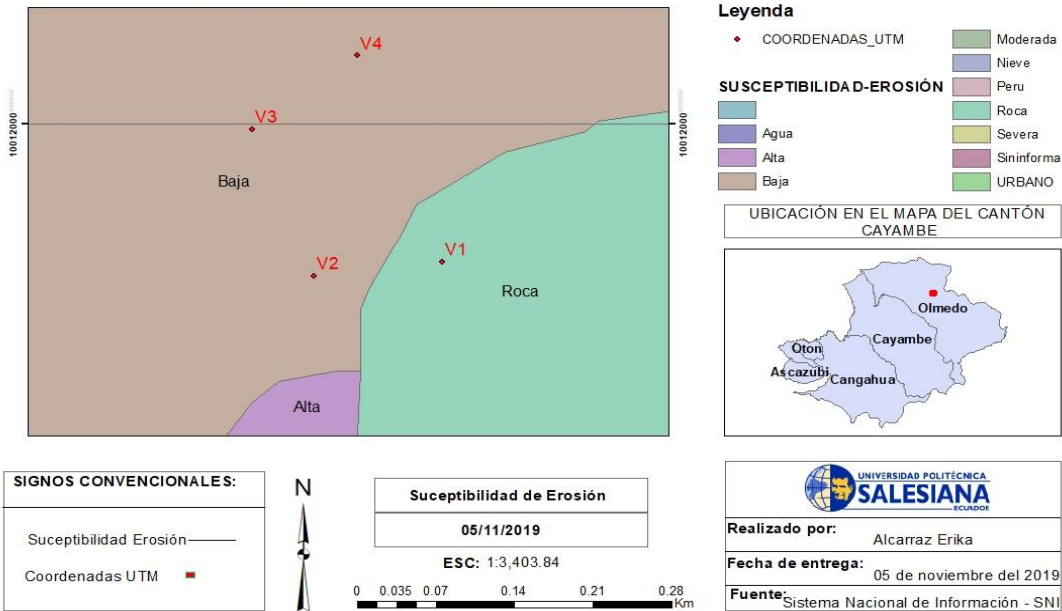 V4
V3
Baja
V2
V1
Roca
Alta
10012000
10012000
Leyenda
COORDENADAS_UTM
SUSCEPTIBILIDAD-EROSIÓN
Agua
Alta
Baja
Moderada
Nieve
Peru
Roca
Severa
Sininforma
URBANO
UBICACIÓN EN EL MAPA DEL CANTÓN
CAYAMBE
Olmedo
Cayambe
Oton
Ascazubi
Cangahua
SIGNOS CONVENCIONALES:
Suceptibilidad Erosión
Coordenadas UTM
N
Suceptibilidad de Erosión
05/11/2019
ESC: 1:3,403.84
0 0.035 0.07 0.14 0.21 0.28
Km
UNIVERSIDAD POLITÉCNICA
SALESIANA
ECUADOR
Realizado por: Alcarraz Erika
Fecha de entrega: 05 de noviembre del 2019
Fuente: Sistema Nacional de Información - SNI